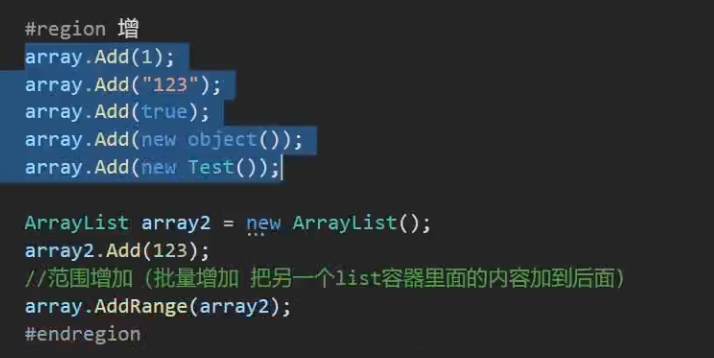 #region 增
array.Add(1);
array.Add("123");
array.Add(true);
array.Add(new object());
array.Add(new Test());
ArrayList array2 = new ArrayList();
array2.Add(123);
//范围增加（批量增加 把另一个list容器里面的内容加到后面）
array.AddRange(array2);
#endregion